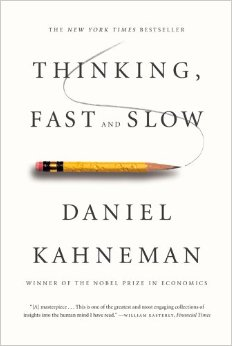 THE NEW YORK TIMES BESTSELLER
THINKING,
FAST AND SLOW
DANIEL
KAHNEMAN
WINNER OF THE NOBEL PRIZE IN ECONOMICS
"[A] masterpiece . . . This is one of the greatest and most engaging collections of
insights into the human mind I have read." —WILLIAM EASTERLY, Financial Times